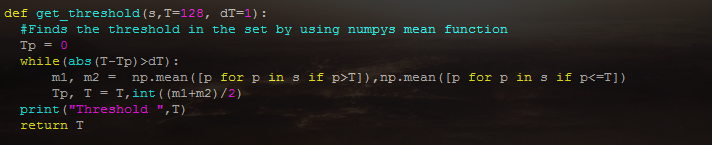 def get_threshold(s,T=128, dT=1):
  #Finds the threshold in the set by using numpys mean function
  Tp = 0
  while(abs(T-Tp)>dT):
      m1, m2 =  np.mean([p for p in s if p>T]),np.mean([p for p in s if p<=T])
      Tp, T = T,int((m1+m2)/2)
  print("Threshold ",T)
  return T